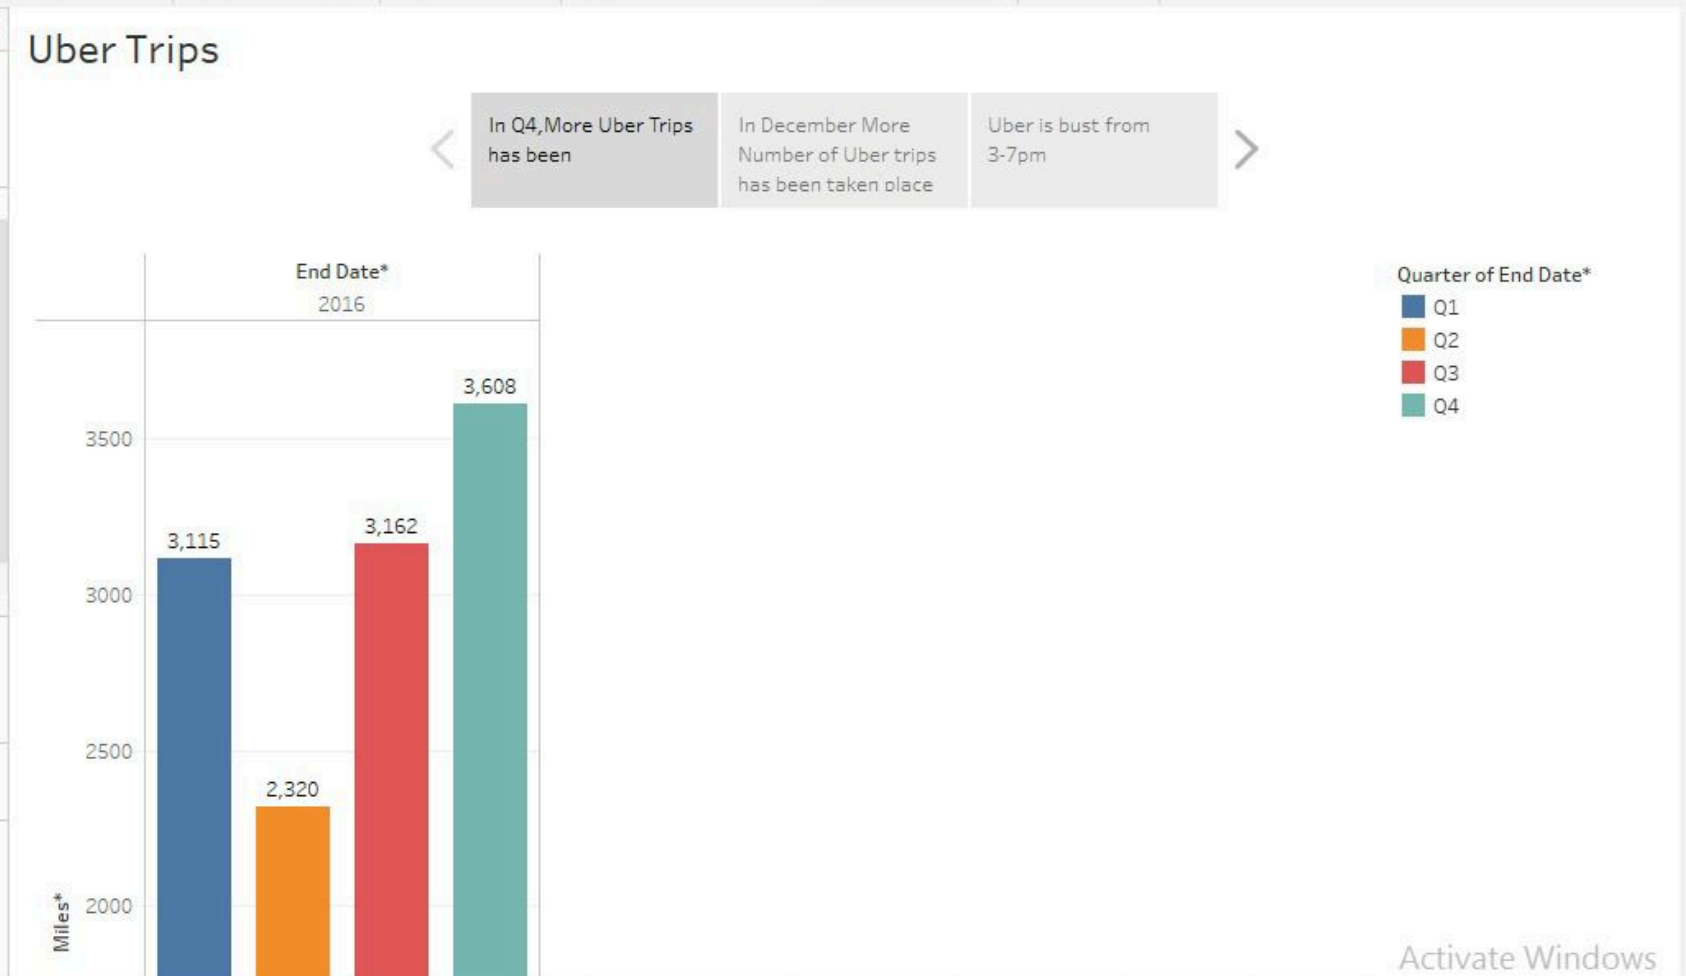 Uber Trips
In Q4,More Uber Trips
has been
In December More
Number of Uber trips
has been taken place
Uber is bust from
3-7pm
End Date*
2016
Quarter of End Date*
Q1
Q2
Q3
Q4
3,608
3500
3,162
3,115
3000
2500
2,320
2000
Miles*
Activate Windows